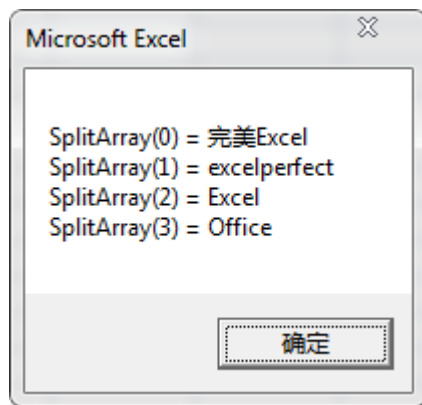 Microsoft Excel
SplitArray(0) = 完美Excel
SplitArray(1) = excelperfect
SplitArray(2) = Excel
SplitArray(3) = Office
确定